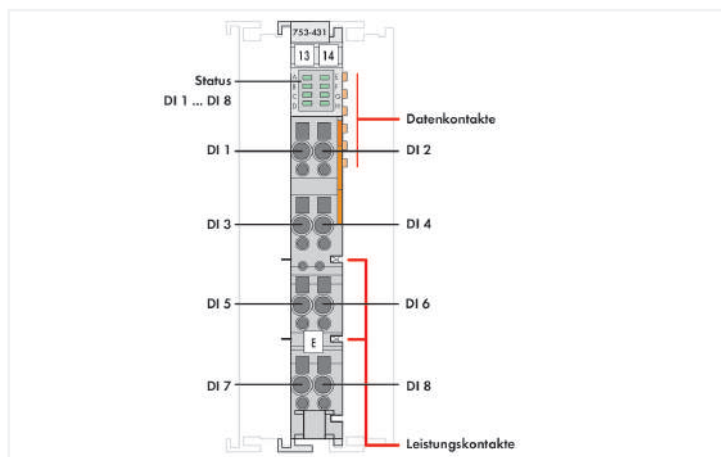 753-431
13 14
Status
A E
B F
DI 1 ... DI 8
C G
D H
Datenkontakte
DI 1 DI 2
DI 3 DI 4
DI 5 DI 6
E
DI 7 DI 8
Leistungskontakte